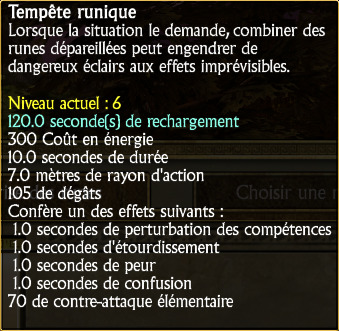 Tempête runique
Lorsque la situation le demande, combiner des
runes dépareillées peut engendrer de
dangereux éclairs aux effets imprévisibles.
Niveau actuel : 6
120.0 seconde(s) de rechargement
300 Coût en énergie
10.0 secondes de durée
7.0 mètres de rayon d'action
105 de dégâts
Choisir une
Confère un des effets suivants :
1.0 secondes de perturbation des compétences
1.0 secondes d'étourdissement
1.0 secondes de peur
1.0 secondes de confusion
70 de contre-attaque élémentaire